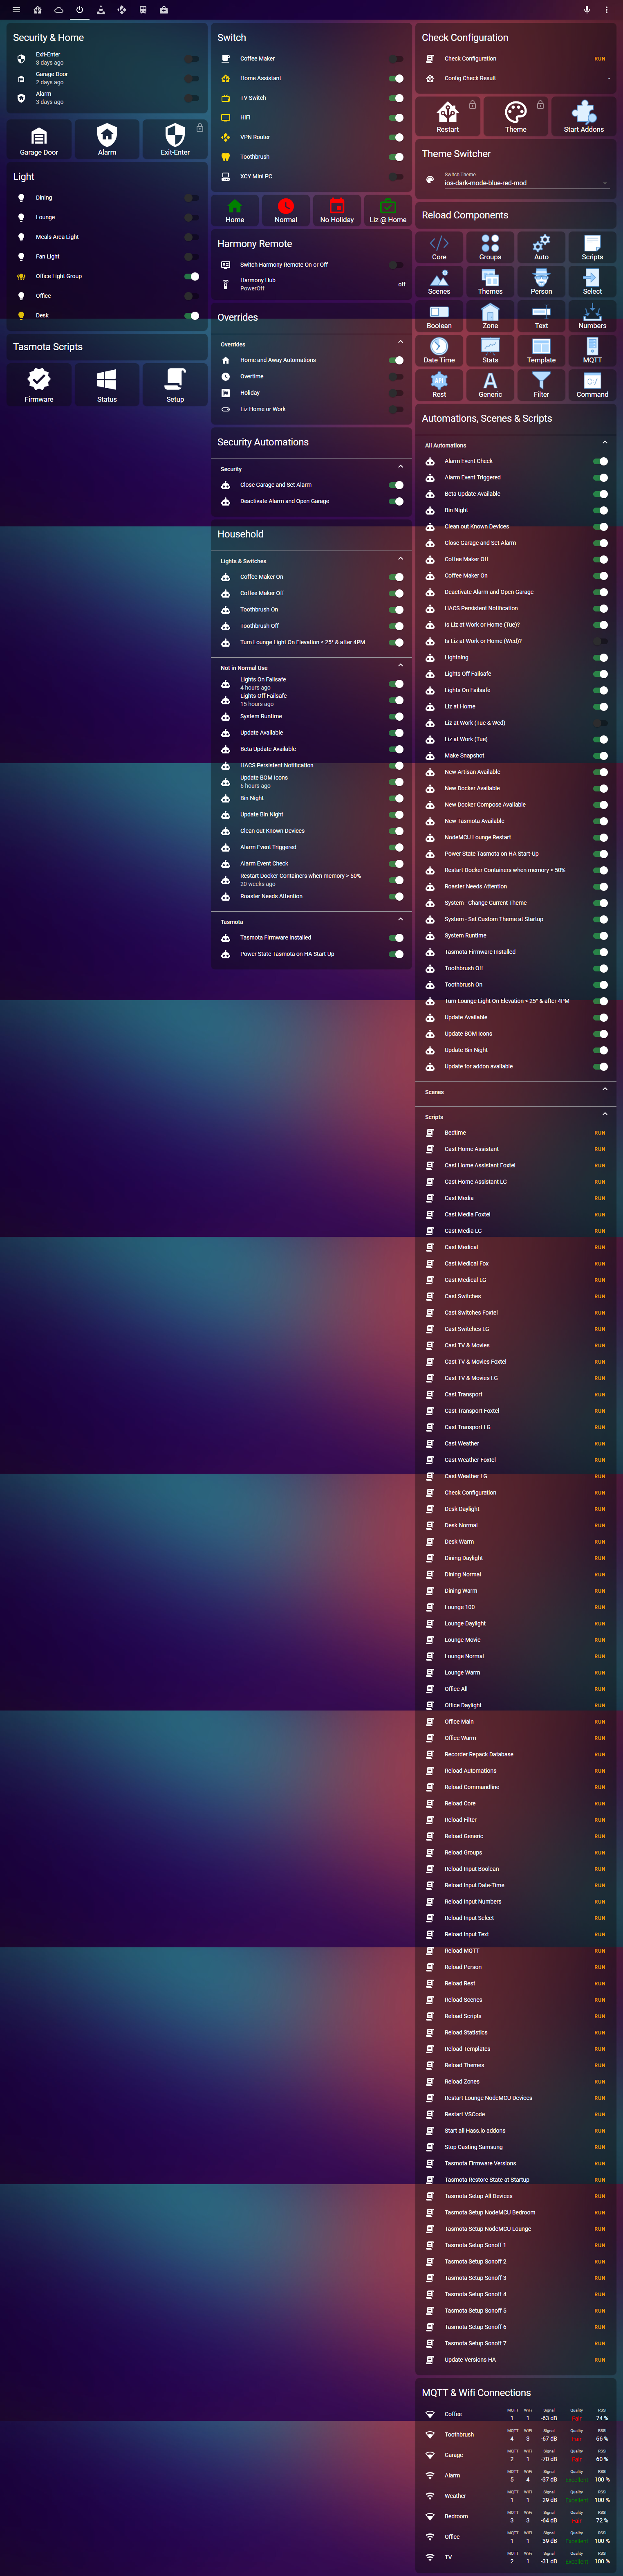 Security & Home
Exit-Enter
3 days ago
Garage Door
2 days ago
Alarm
3 days ago
Garage Door
Alarm
Exit-Enter
Light
Dining
Lounge
Meals Area Light
Fan Light
Office Light Group
Office
Desk
Tasmota Scripts
Firmware
Status
Setup
Switch
Coffee Maker
Home Assistant
TV Switch
HiFi
VPN Router
Toothbrush
XCY Mini PC
Home
Normal
No Holiday
Liz @ Home
Harmony Remote
Switch Harmony Remote On or Off
Harmony Hub
PowerOff
off
Overrides
Overrides
Home and Away Automations
Overtime
Holiday
Liz Home or Work
Security Automations
Security
Close Garage and Set Alarm
Deactivate Alarm and Open Garage
Household
Lights & Switches
Coffee Maker On
Coffee Maker Off
Toothbrush On
Toothbrush Off
Turn Lounge Light On Elevation < 25° & after 4PM
Not in Normal Use
Lights On Failsafe
4 hours ago
Lights Off Failsafe
15 hours ago
System Runtime
Update Available
Beta Update Available
HACS Persistent Notification
Update BOM Icons
6 hours ago
Bin Night
Update Bin Night
Clean out Known Devices
Alarm Event Triggered
Alarm Event Check
Restart Docker Containers when memory > 50%
20 weeks ago
Roaster Needs Attention
Tasmota
Tasmota Firmware Installed
Power State Tasmota on HA Start-Up
Check Configuration
Check Configuration RUN
Config Check Result -
Restart
Theme
Start Addons
Theme Switcher
Switch Theme
ios-dark-mode-blue-red-mod
Reload Components
Core Groups Auto Scripts
Scenes Themes Person Select
Boolean Zone Text Numbers
Date Time Stats Template MQTT
API
Rest Generic Filter Command
Automations, Scenes & Scripts
All Automations
Alarm Event Check
Alarm Event Triggered
Beta Update Available
Bin Night
Clean out Known Devices
Close Garage and Set Alarm
Coffee Maker Off
Coffee Maker On
Deactivate Alarm and Open Garage
HACS Persistent Notification
Is Liz at Work or Home (Tue)?
Is Liz at Work or Home (Wed)?
Lightning
Lights Off Failsafe
Lights On Failsafe
Liz at Home
Liz at Work (Tue & Wed)
Liz at Work (Tue)
Make Snapshot
New Artisan Available
New Docker Available
New Docker Compose Available
New Tasmota Available
NodeMCU Lounge Restart
Power State Tasmota on HA Start-Up
Restart Docker Containers when memory > 50%
Roaster Needs Attention
System - Change Current Theme
System - Set Custom Theme at Startup
System Runtime
Tasmota Firmware Installed
Toothbrush Off
Toothbrush On
Turn Lounge Light On Elevation < 25° & after 4PM
Update Available
Update BOM Icons
Update Bin Night
Update for addon available
Scenes
Scripts
Bedtime RUN
Cast Home Assistant RUN
Cast Home Assistant Foxtel RUN
Cast Home Assistant LG RUN
Cast Media RUN
Cast Media Foxtel RUN
Cast Media LG RUN
Cast Medical RUN
Cast Medical Fox RUN
Cast Medical LG RUN
Cast Switches RUN
Cast Switches Foxtel RUN
Cast Switches LG RUN
Cast TV & Movies RUN
Cast TV & Movies Foxtel RUN
Cast TV & Movies LG RUN
Cast Transport RUN
Cast Transport Foxtel RUN
Cast Transport LG RUN
Cast Weather RUN
Cast Weather Foxtel RUN
Cast Weather LG RUN
Check Configuration RUN
Desk Daylight RUN
Desk Normal RUN
Desk Warm RUN
Dining Daylight RUN
Dining Normal RUN
Dining Warm RUN
Lounge 100 RUN
Lounge Daylight RUN
Lounge Movie RUN
Lounge Normal RUN
Lounge Warm RUN
Office All RUN
Office Daylight RUN
Office Main RUN
Office Warm RUN
Recorder Repack Database RUN
Reload Automations RUN
Reload Commandline RUN
Reload Core RUN
Reload Filter RUN
Reload Generic RUN
Reload Groups RUN
Reload Input Boolean RUN
Reload Input Date-Time RUN
Reload Input Numbers RUN
Reload Input Select RUN
Reload Input Text RUN
Reload MQTT RUN
Reload Person RUN
Reload Rest RUN
Reload Scenes RUN
Reload Scripts RUN
Reload Statistics RUN
Reload Templates RUN
Reload Themes RUN
Reload Zones RUN
Restart Lounge NodeMCU Devices RUN
Restart VSCode RUN
Start all Hass.io addons RUN
Stop Casting Samsung RUN
Tasmota Firmware Versions RUN
Tasmota Restore State at Startup RUN
Tasmota Setup All Devices RUN
Tasmota Setup NodeMCU Bedroom RUN
Tasmota Setup NodeMCU Lounge RUN
Tasmota Setup Sonoff 1 RUN
Tasmota Setup Sonoff 2 RUN
Tasmota Setup Sonoff 3 RUN
Tasmota Setup Sonoff 4 RUN
Tasmota Setup Sonoff 5 RUN
Tasmota Setup Sonoff 6 RUN
Tasmota Setup Sonoff 7 RUN
Update Versions HA RUN
MQTT & Wifi Connections
MQTT WiFi Signal Quality RSSI
Coffee 1 1 -63 dB Fair 74 %
MQTT WiFi Signal Quality RSSI
Toothbrush 4 3 -67 dB Fair 66 %
MQTT WiFi Signal Quality RSSI
Garage 2 1 -70 dB Fair 60 %
MQTT WiFi Signal Quality RSSI
Alarm 5 4 -37 dB Excellent 100 %
MQTT WiFi Signal Quality RSSI
Weather 1 1 -29 dB Excellent 100 %
MQTT WiFi Signal Quality RSSI
Bedroom 3 3 -64 dB Fair 72 %
MQTT WiFi Signal Quality RSSI
Office 1 1 -39 dB Excellent 100 %
MQTT WiFi Signal Quality RSSI
TV 2 1 -31 dB Excellent 100 %